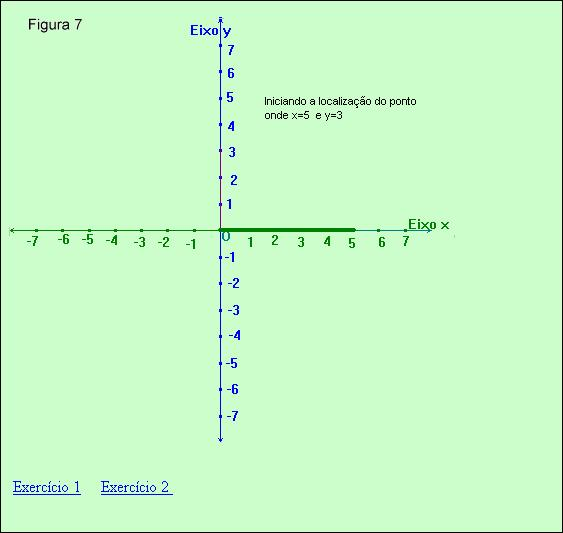 Figura 7
Eixo y
7
6
5
Iniciando a localização do ponto
onde x=5 e y=3
4
3
2
1
Eixo x
0
-7 -6 -5 -4 -3 -2 -1 1 2 3 4 5 6 7
-1
-2
-3
-4
-5
-6
-7
Exercício 1 Exercício 2